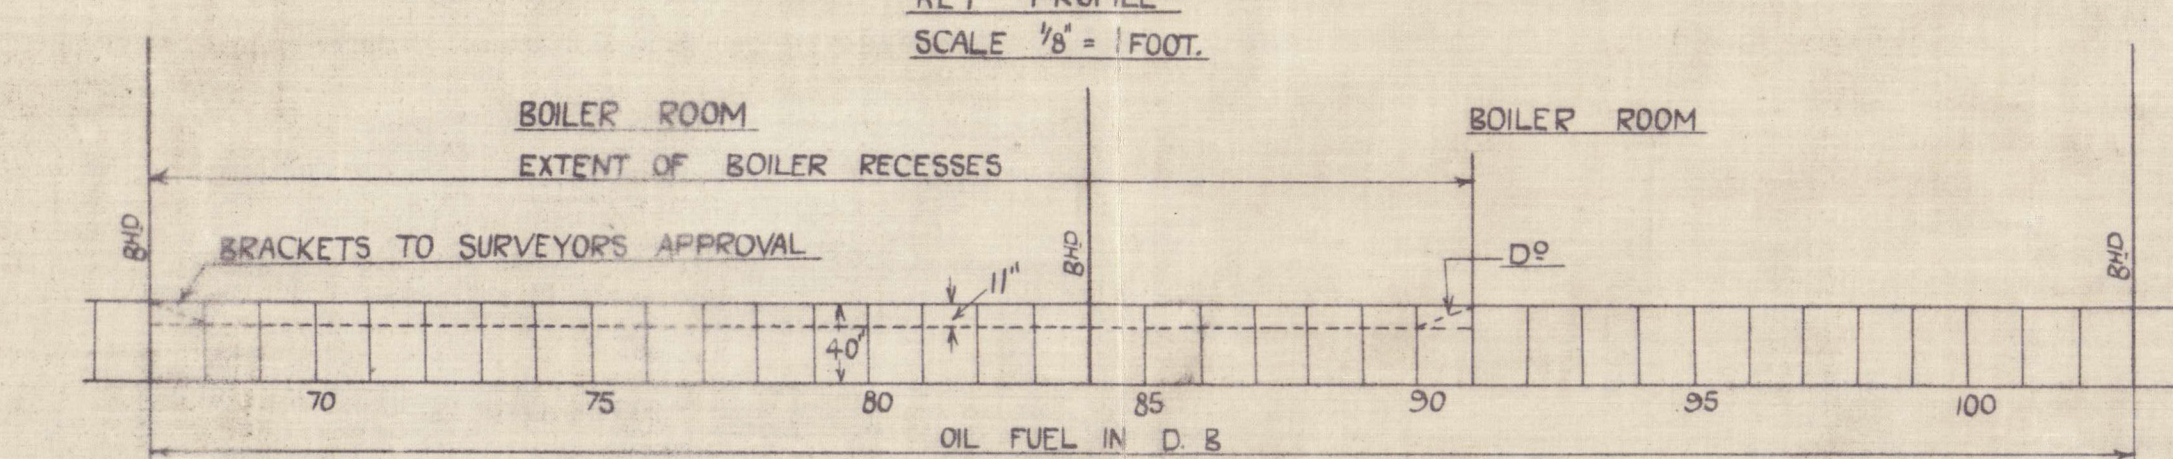 KEY PROFILE
SCALE 1/8" = 1 FOOT.
BOILER ROOM
BOILER ROOM
EXTENT OF BOILER RECESSES
BHD
BRACKETS TO SURVEYORS APPROVAL
11"
BHD
Dº
BHD
40"
70 75 80 85 90 95 100
OIL FUEL IN D. B